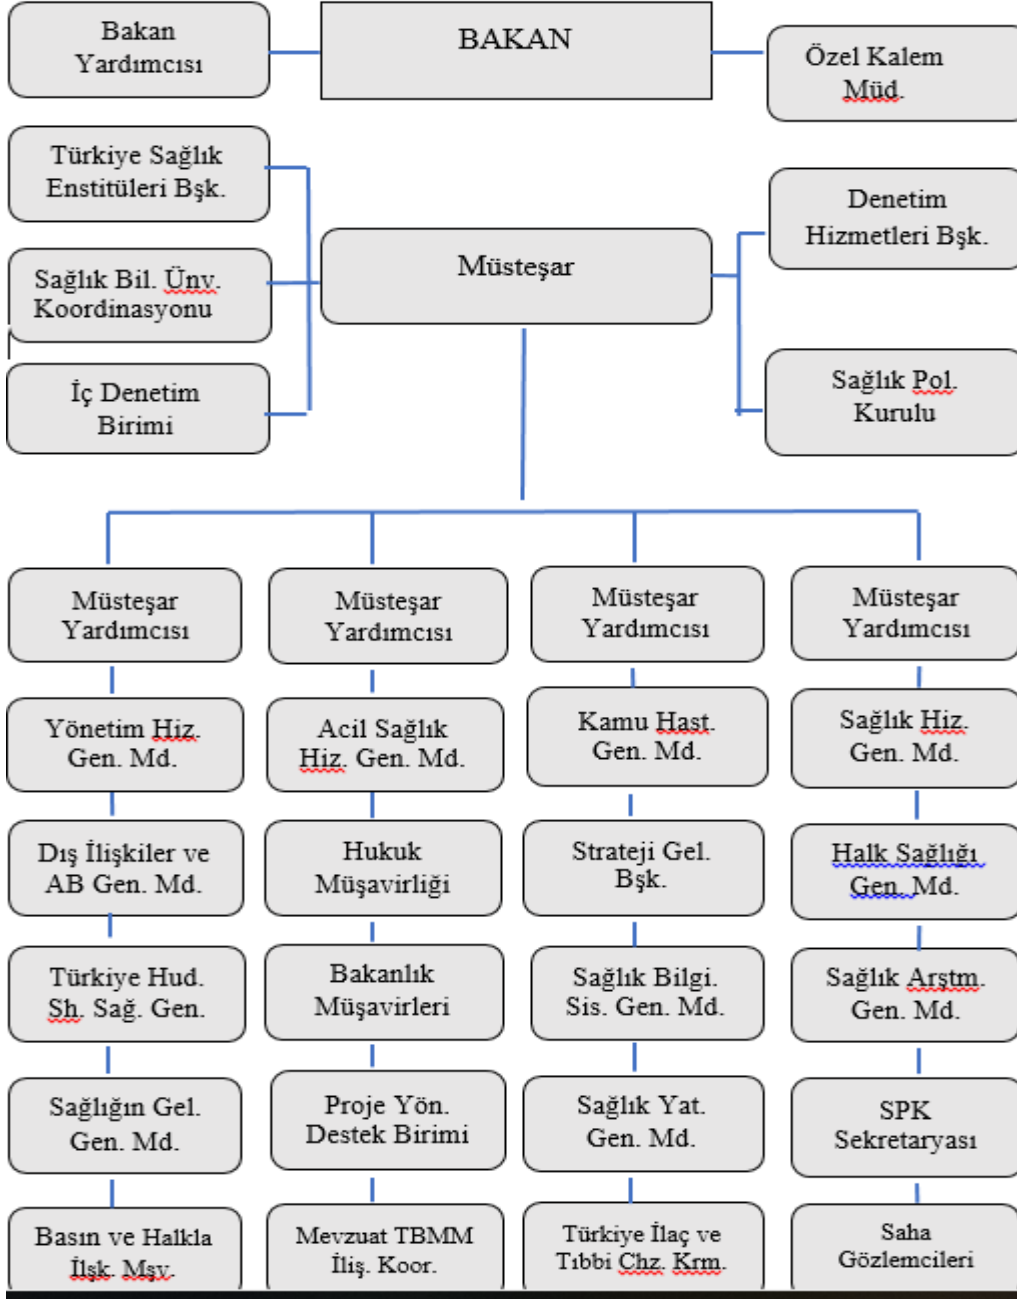 Bakan
Yardımcısı
BAKAN
Özel Kalem
Müd.
Türkiye Sağlık
Enstitüleri Bşk.
Sağlık Bil. Ünv.
Koordinasyonu
İç Denetim
Birimi
Müsteşar
Denetim
Hizmetleri Bşk.
Sağlık Pol.
Kurulu
Müsteşar
Yardımcısı
Müsteşar
Yardımcısı
Müsteşar
Yardımcısı
Müsteşar
Yardımcısı
Yönetim Hiz.
Gen. Md.
Acil Sağlık
Hiz. Gen. Md.
Kamu Hast.
Gen. Md.
Sağlık Hiz.
Gen. Md.
Dış İlişkiler ve
AB Gen. Md.
Hukuk
Müşavirliği
Strateji Gel.
Bşk.
Halk Sağlığı
Gen. Md.
Türkiye Hud.
Sh. Sağ. Gen.
Bakanlık
Müşavirleri
Sağlık Bilgi.
Sis. Gen. Md.
Sağlık Arştm.
Gen. Md.
Sağlığın Gel.
Gen. Md.
Proje Yön.
Destek Birimi
Sağlık Yat.
Gen. Md.
SPK
Sekretaryası
Basın ve Halkla
İlşk. Mşv.
Mevzuat TBMM
İliş. Koor.
Türkiye İlaç ve
Tıbbi Chz. Krm.
Saha
Gözlemcileri